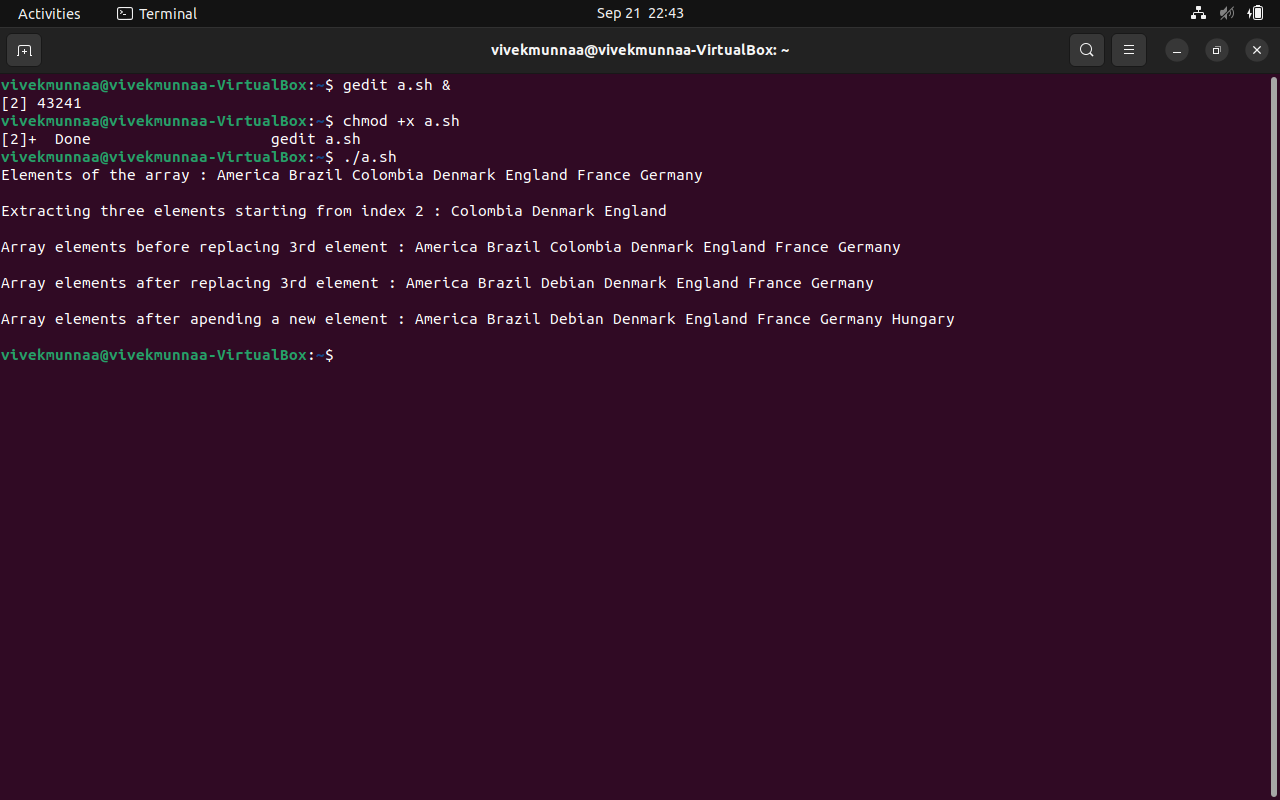 Activities Terminal Sep 21 22:43
vivekmunnaa@vivekmunnaa-VirtualBox: ~
vivekmunnaa@vivekmunnaa-VirtualBox:~$ gedit a.sh &
[2] 43241
vivekmunnaa@vivekmunnaa-VirtualBox:~$ chmod +x a.sh
[2]+  Done                    gedit a.sh
vivekmunnaa@vivekmunnaa-VirtualBox:~$ ./a.sh
Elements of the array : America Brazil Colombia Denmark England France Germany
Extracting three elements starting from index 2 : Colombia Denmark England
Array elements before replacing 3rd element : America Brazil Colombia Denmark England France Germany
Array elements after replacing 3rd element : America Brazil Debian Denmark England France Germany
Array elements after apending a new element : America Brazil Debian Denmark England France Germany Hungary
vivekmunnaa@vivekmunnaa-VirtualBox:~$